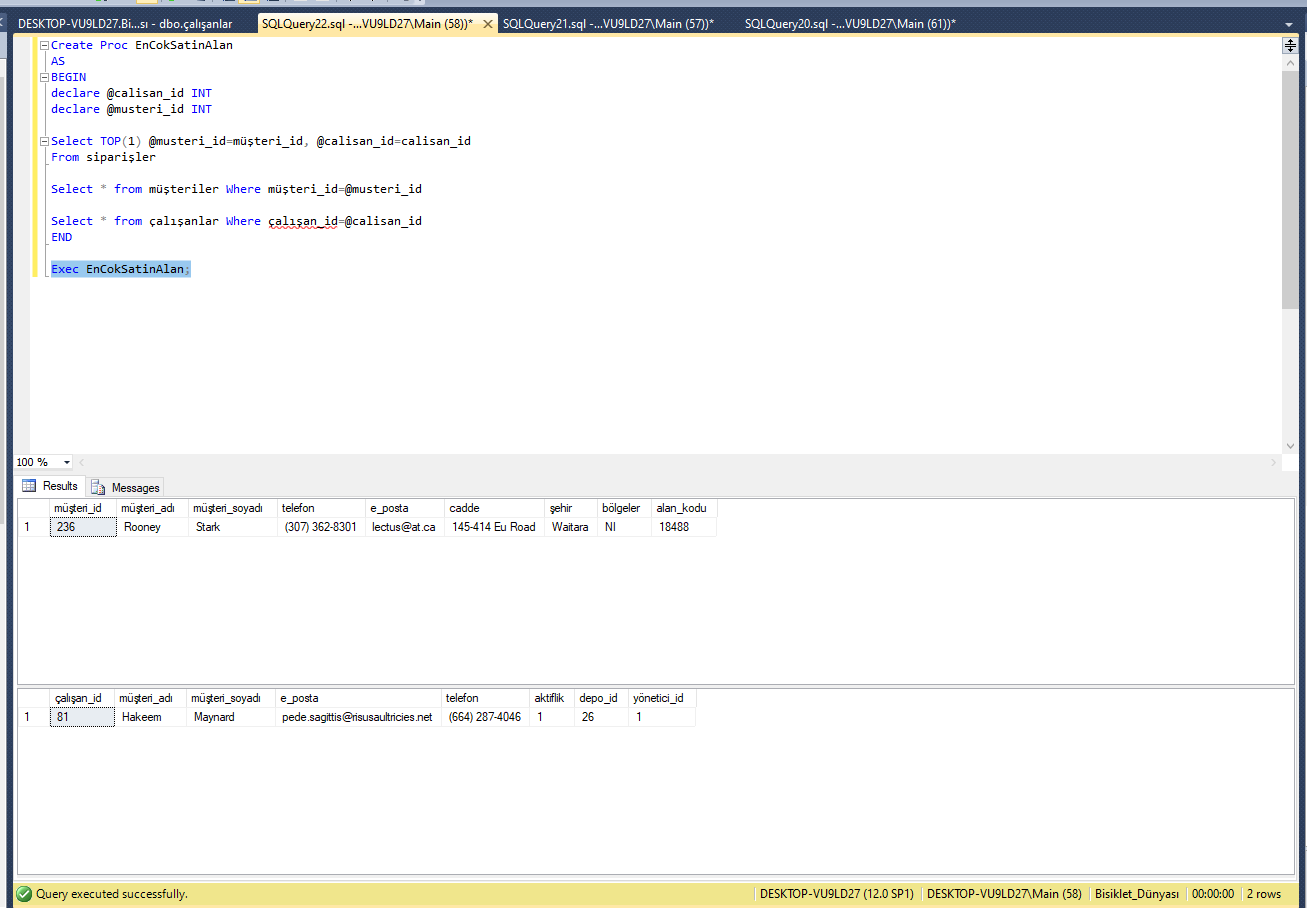 DESKTOP-VU9LD27.Bi...sı - dbo.çalışanlar SQLQuery22.sql -...VU9LD27\Main (58))* SQLQuery21.sql -...VU9LD27\Main (57))* SQLQuery20.sql -...VU9LD27\Main (61))*
Create Proc EnCokSatinAlan
AS
BEGIN
declare @calisan_id INT
declare @musteri_id INT
Select TOP(1) @musteri_id=müşteri_id, @calisan_id=calisan_id
From siparişler
Select * from müşteriler Where müşteri_id=@musteri_id
Select * from çalışanlar Where çalışan_id=@calisan_id
END
Exec EnCokSatinAlan;
100 %
Results Messages
müşteri_id müşteri_adı müşteri_soyadı telefon e_posta cadde şehir bölgeler alan_kodu
1 236 Rooney Stark (307) 362-8301 lectus@at.ca 145-414 Eu Road Waitara NI 18488
çalışan_id müşteri_adı müşteri_soyadı e_posta telefon aktiflik depo_id yönetici_id
1 81 Hakeem Maynard pede.sagittis@risusaultricies.net (664) 287-4046 1 26 1
Query executed successfully. DESKTOP-VU9LD27 (12.0 SP1) DESKTOP-VU9LD27\Main (58) Bisiklet_Dünyası 00:00:00 2 rows